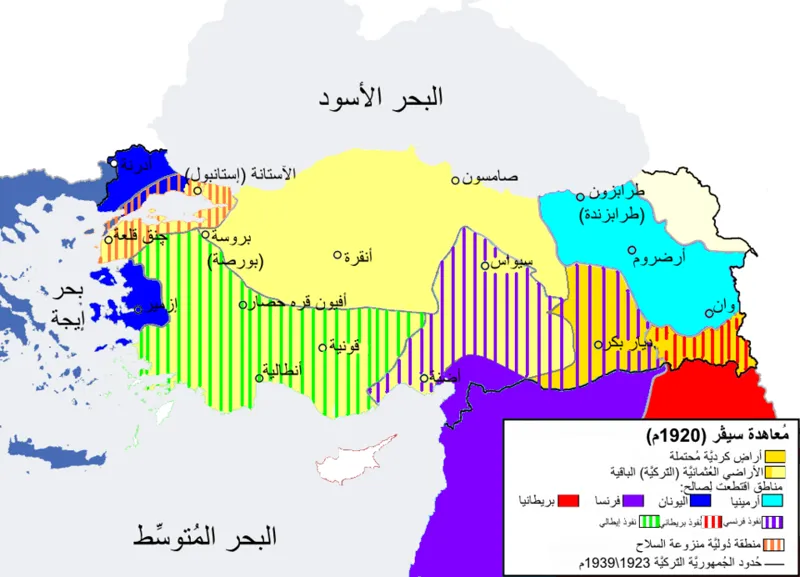 البحر الأسود
أدرنة
الآستانة (إستانبول)
صامسون
طرابزون
(طرابزندة)
چنق قلعة
بروسة
(بورصة)
أنقرة
سيواس
أرضروم
بحر
إيجة
إزمير
أفيون قره حصار
وان
قونية
ديار بكر
أنطالية
أضنة
البحر المُتوسِّط
مُعاهدة سيڤر (1920م)
أراضٍ كرديَّة مُحتملة
الأراضي العُثمانيَّة (التركيَّة) الباقية
مناطق اقتطعت لِصالح:
أرمينيا
اليونان
فرنسا
بريطانيا
نفوذ فرنسي
نفوذ بريطاني
نفوذ إيطالي
منطقة دُوليَّة منزوعة السلاح
حُدود الجُمهوريَّة التركيَّة 1923\1939م